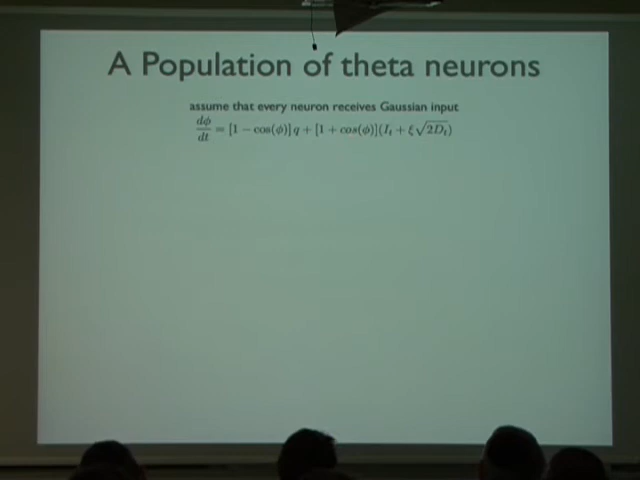 A Population of theta neurons
assume that every neuron receives Gaussian input
dϕ/dt = [1 − cos(ϕ)] q + [1 + cos(ϕ)](I_t + ξ√2D_t)